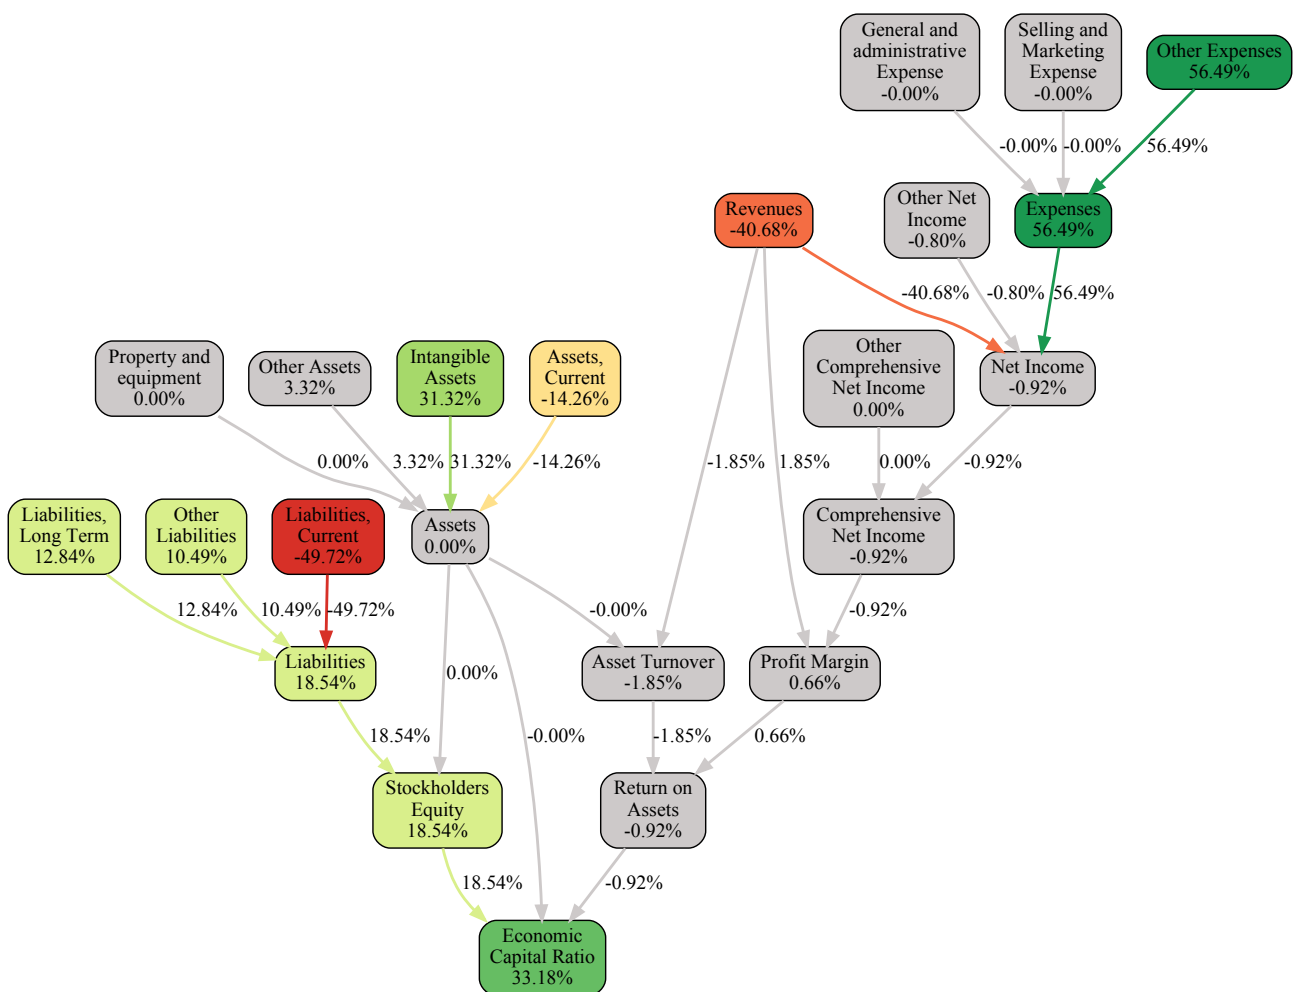 General and
administrative
Expense
-0.00%
Selling and
Marketing
Expense
-0.00%
Other Expenses
56.49%
-0.00%
-0.00%
56.49%
Revenues
-40.68%
Other Net
Income
-0.80%
Expenses
56.49%
-40.68%
-0.80%
56.49%
Property and
equipment
0.00%
Other Assets
3.32%
Intangible
Assets
31.32%
Assets,
Current
-14.26%
Other
Comprehensive
Net Income
0.00%
Net Income
-0.92%
0.00%
3.32%
31.32%
-14.26%
-1.85%
1.85%
0.00%
-0.92%
Liabilities,
Long Term
12.84%
Other
Liabilities
10.49%
Liabilities,
Current
-49.72%
Assets
0.00%
Comprehensive
Net Income
-0.92%
12.84%
10.49%
-49.72%
-0.00%
-0.92%
Liabilities
18.54%
0.00%
Asset Turnover
-1.85%
Profit Margin
0.66%
18.54%
-0.00%
-1.85%
0.66%
Stockholders
Equity
18.54%
Return on
Assets
-0.92%
18.54%
-0.92%
Economic
Capital Ratio
33.18%